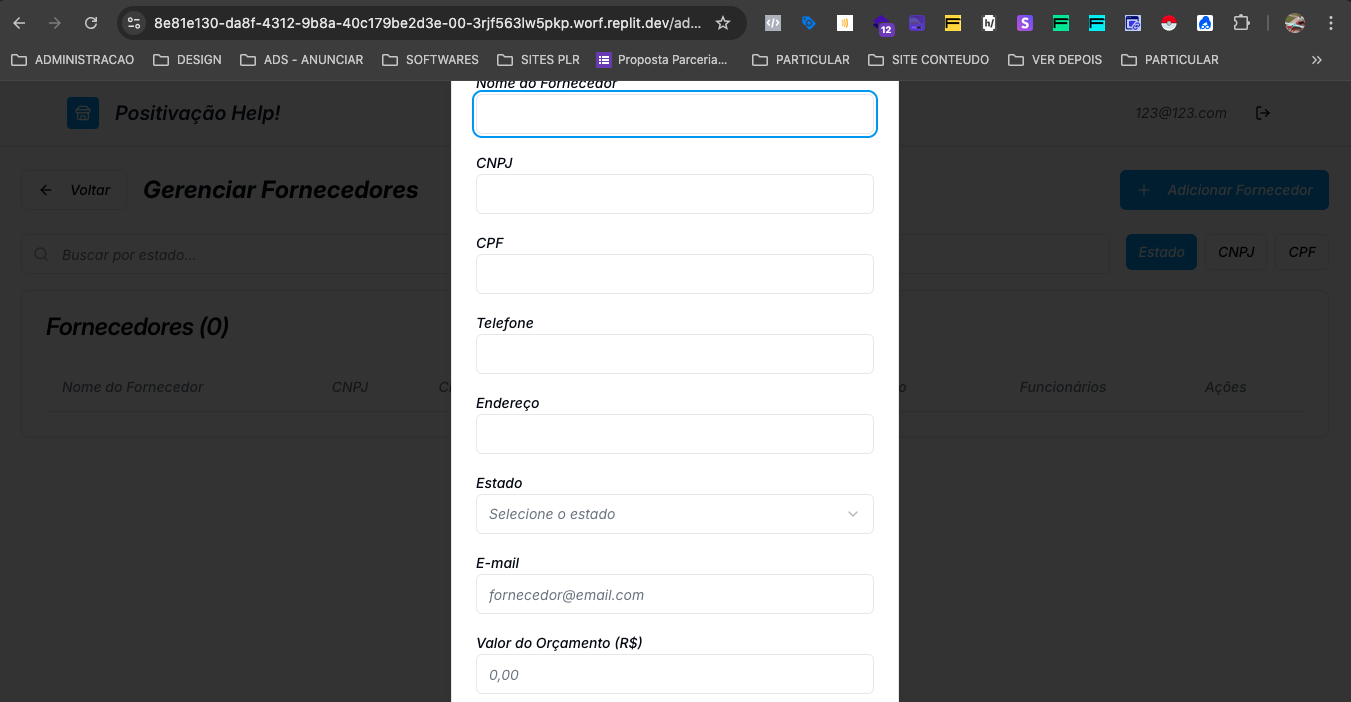 8e81e130-da8f-4312-9b8a-40c179be2d3e-00-3rjf563lw5pkp.worf.replit.dev/ad...
12
ADMINISTRACAO
DESIGN
ADS - ANUNCIAR
SOFTWARES
SITES PLR
Proposta Parceria...
PARTICULAR
SITE CONTEUDO
VER DEPOIS
PARTICULAR
»
Positivação Help!
123@123.com
Voltar
Gerenciar Fornecedores
Adicionar Fornecedor
Buscar por estado...
Estado
CNPJ
CPF
Fornecedores (0)
Nome do Fornecedor
CNPJ
Funcionários
Ações
Nome do Fornecedor
CNPJ
CPF
Telefone
Endereço
Estado
Selecione o estado
E-mail
fornecedor@email.com
Valor do Orçamento (R$)
0,00